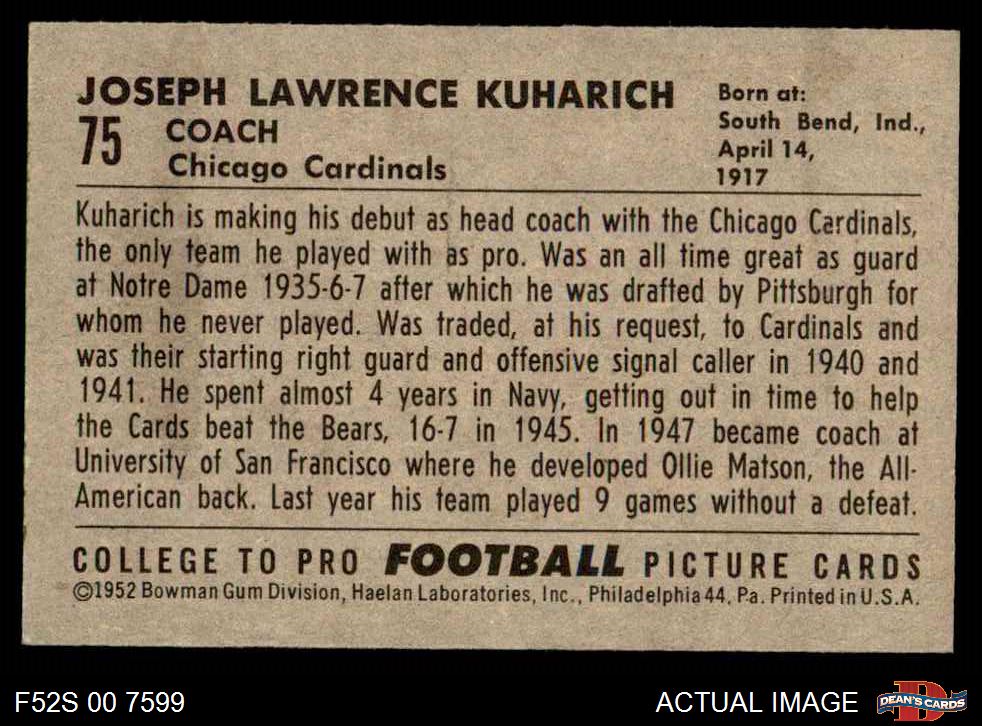 JOSEPH LAWRENCE KUHARICH
75 COACH
Chicago Cardinals
Born at:
South Bend, Ind.,
April 14,
1917
Kuharich is making his debut as head coach with the Chicago Cardinals,
the only team he played with as pro. Was an all time great as guard
at Notre Dame 1935-6-7 after which he was drafted by Pittsburgh for
whom he never played. Was traded, at his request, to Cardinals and
was their starting right guard and offensive signal caller in 1940 and
1941. He spent almost 4 years in Navy, getting out in time to help
the Cards beat the Bears, 16-7 in 1945. In 1947 became coach at
University of San Francisco where he developed Ollie Matson, the All-
American back. Last year his team played 9 games without a defeat.
COLLEGE TO PRO FOOTBALL PICTURE CARDS
©1952 Bowman Gum Division, Haelan Laboratories, Inc., Philadelphia 44, Pa. Printed in U.S.A.
F52S 00 7599
ACTUAL IMAGE
D
DEAN'S CARDS